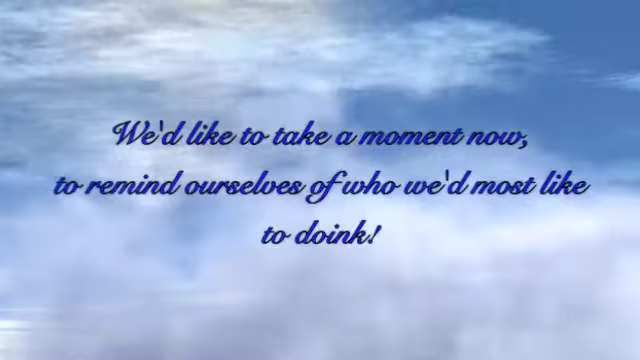 We'd like to take a moment now,
to remind ourselves of who we'd most like
to doink!